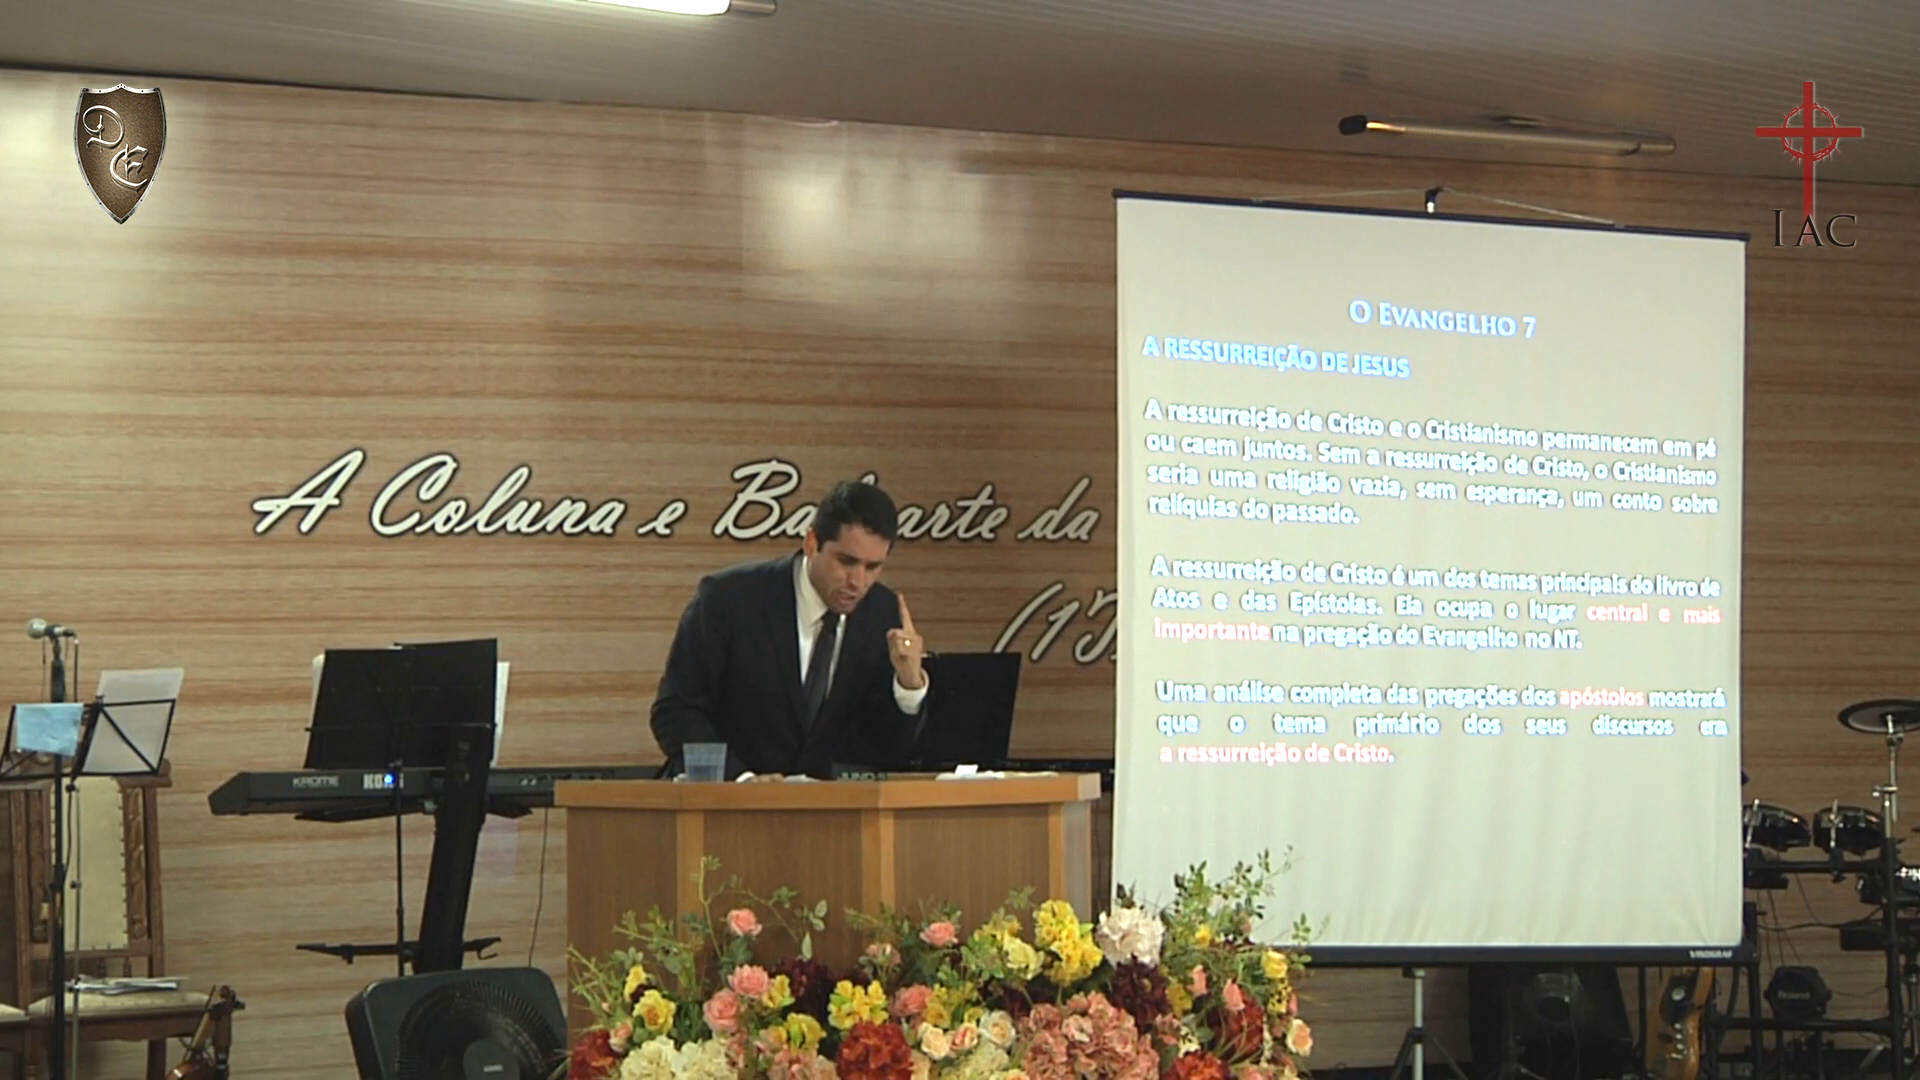 D
E
I AC
O EVANGELHO 7
A RESSURREIÇÃO DE JESUS
A ressurreição de Cristo e o Cristianismo permanecem em pé
ou caem juntos. Sem a ressurreição de Cristo, o Cristianismo
seria uma religião vazia, sem esperança, um conto sobre
relíquias do passado.
A ressurreição de Cristo é um dos temas principais do livro de
Atos e das Epístolas. Ela ocupa o lugar central e mais
importante na pregação do Evangelho no NT.
Uma análise completa das pregações dos apóstolos mostrará
que o tema primário dos seus discursos era
a ressurreição de Cristo.
A Coluna e Ba arte da
(1
KROME
Roland